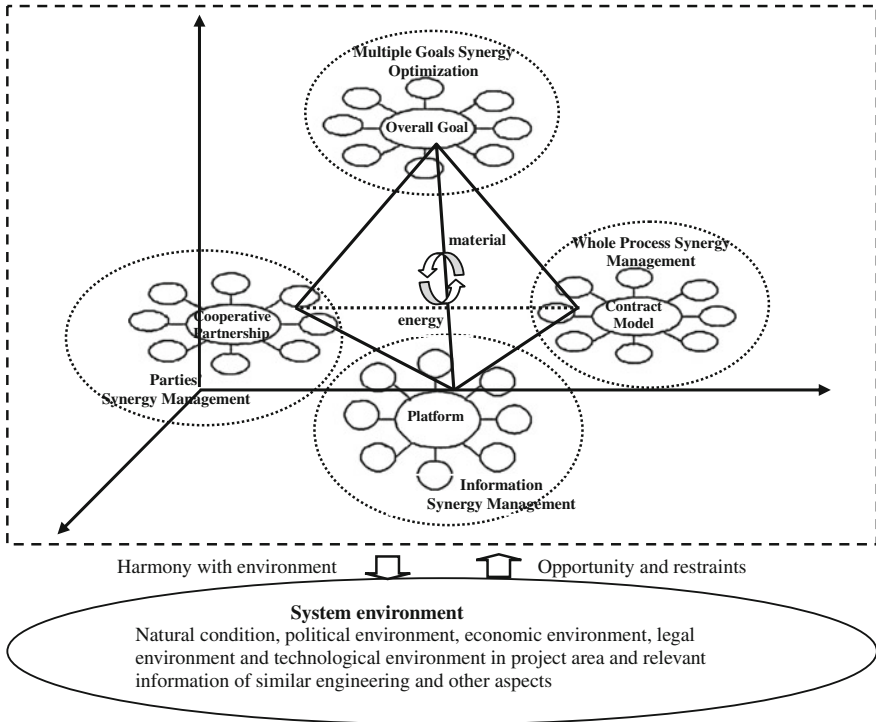 Multiple Goals Synergy
Optimization
Overall Goal
material
Whole Process Synergy
Management
Cooperative
Partnership
energy
Contract
Model
Parties'
Synergy Management
Platform
Information
Synergy Management
Harmony with environment
Opportunity and restraints
System environment
Natural condition, political environment, economic environment, legal
environment and technological environment in project area and relevant
information of similar engineering and other aspects